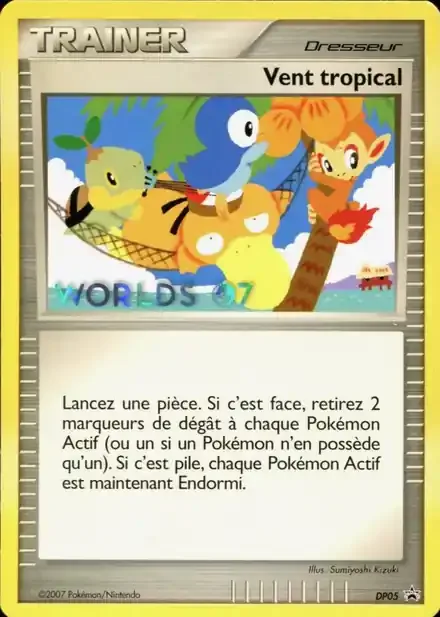 TRAINER
Dresseur
Vent tropical
WORLDS 07
Lancez une pièce. Si c'est face, retirez 2
marqueurs de dégât à chaque Pokémon
Actif (ou un si un Pokémon n'en possède
qu'un). Si c'est pile, chaque Pokémon Actif
est maintenant Endormi.
Illus. Sumiyoshi Kizuki
©2007 Pokémon/Nintendo
DP05